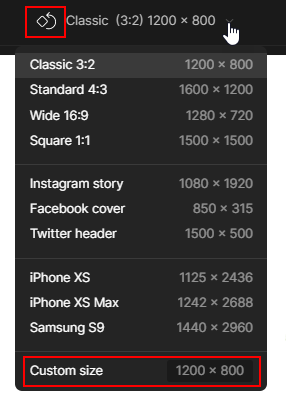 Classic (3:2) 1200 × 800
Classic 3:2 1200 × 800
Standard 4:3 1600 × 1200
Wide 16:9 1280 × 720
Square 1:1 1500 × 1500
Instagram story 1080 × 1920
Facebook cover 850 × 315
Twitter header 1500 × 500
iPhone XS 1125 × 2436
iPhone XS Max 1242 × 2688
Samsung S9 1440 × 2960
Custom size 1200 × 800